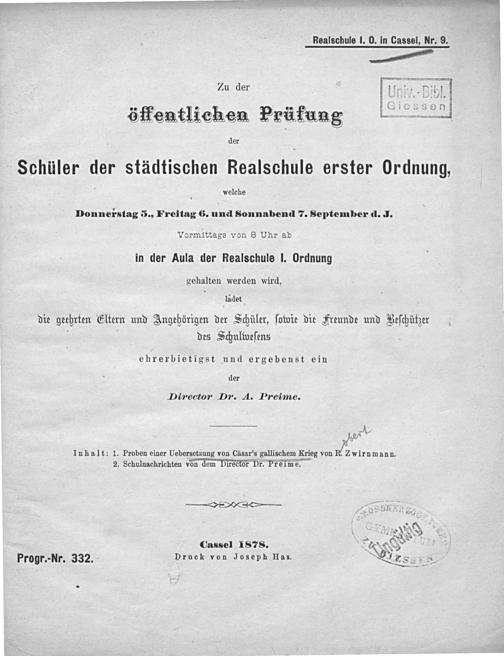 Realschule I. O. in Cassel, Nr. 9.
Univ.-Bibl.
Giessen
Zu der
öffentlichen Prüfung
der
Schüler der städtischen Realschule erster Ordnung,
welche
Donnerstag 5., Freitag 6. und Sonnabend 7. September d. J.
Vormittags von 8 Uhr ab
in der Aula der Realschule I. Ordnung
gehalten werden wird,
ladet
die geehrten Eltern und Angehörigen der Schüler, sowie die Freunde und Beschützer
des Schulwesens
ehrerbietigst und ergebenst ein
der
Director Dr. A. Preime.
obert
Inhalt: 1. Proben einer Uebersetzung von Cäsar's gallischem Krieg von R. Zwirnmann.
2. Schulnachrichten von dem Director Dr. Preime.
Cassel 1878.
Druck von Joseph Has.
Progr.-Nr. 332.
ZU GIESSEN